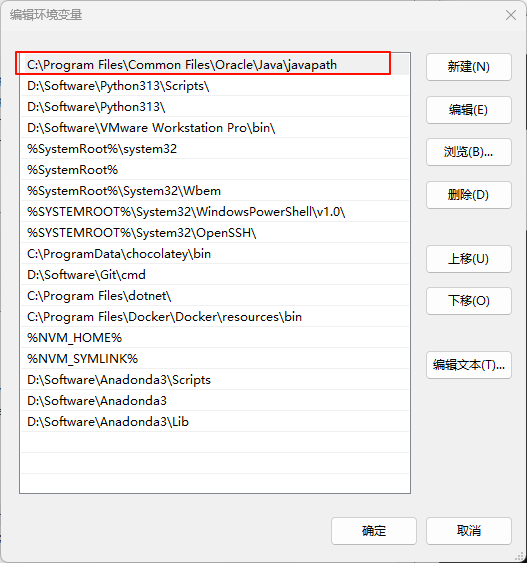 编辑环境变量
C:\Program Files\Common Files\Oracle\Java\javapath
D:\Software\Python313\Scripts\
D:\Software\Python313\
D:\Software\VMware Workstation Pro\bin\
%SystemRoot%\system32
%SystemRoot%
%SystemRoot%\System32\Wbem
%SYSTEMROOT%\System32\WindowsPowerShell\v1.0\
%SYSTEMROOT%\System32\OpenSSH\
C:\ProgramData\chocolatey\bin
D:\Software\Git\cmd
C:\Program Files\dotnet\
C:\Program Files\Docker\Docker\resources\bin
%NVM_HOME%
%NVM_SYMLINK%
D:\Software\Anadonda3\Scripts
D:\Software\Anadonda3
D:\Software\Anadonda3\Lib
新建(N)
编辑(E)
浏览(B)...
删除(D)
上移(U)
下移(O)
编辑文本(T)...
确定
取消